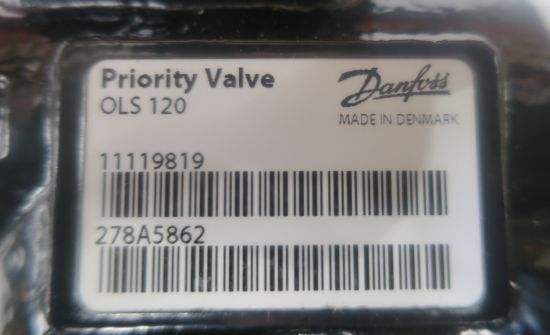 Priority Valve
OLS 120
Danfoss
MADE IN DENMARK
11119819
278A5862